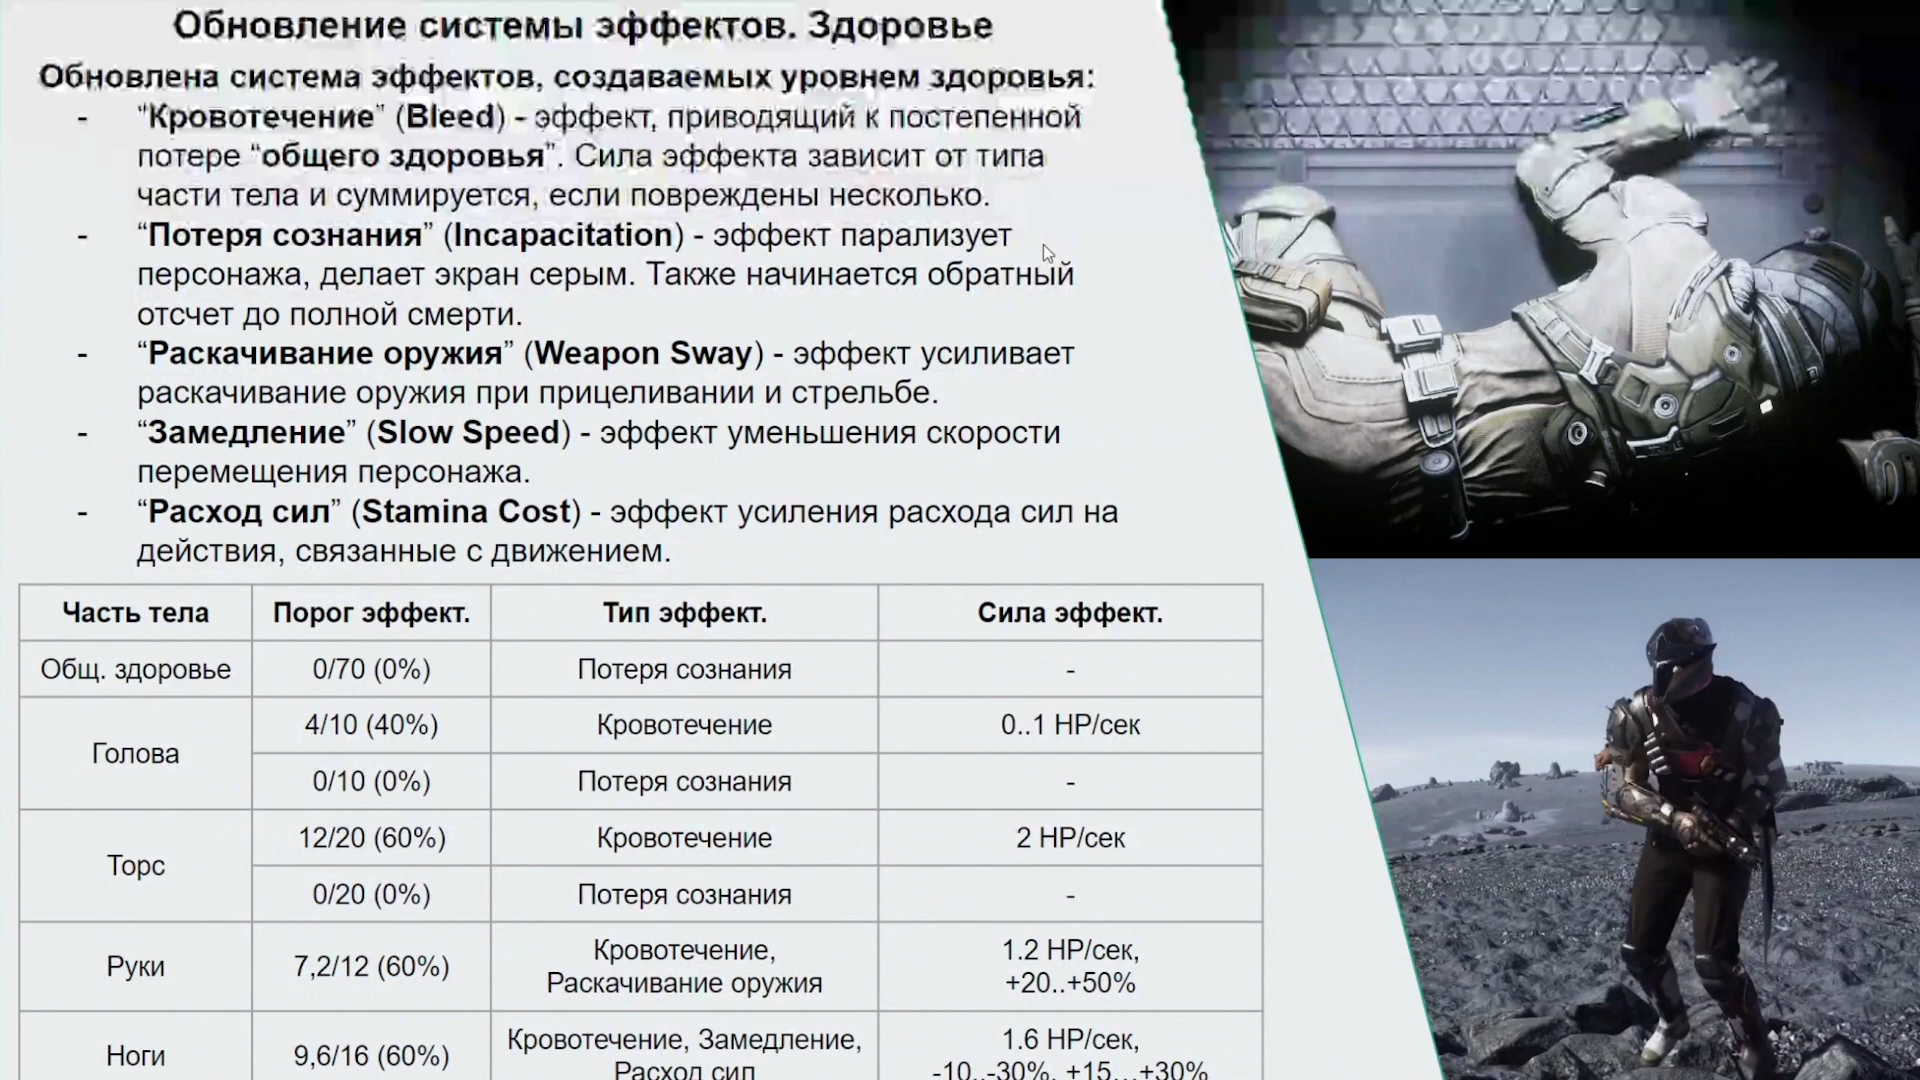 Обновление системы эффектов. Здоровье
Обновлена система эффектов, создаваемых уровнем здоровья:
- “Кровотечение” (Bleed) - эффект, приводящий к постепенной
потере “общего здоровья”. Сила эффекта зависит от типа
части тела и суммируется, если повреждены несколько.
- “Потеря сознания” (Incapacitation) - эффект парализует
персонажа, делает экран серым. Также начинается обратный
отсчет до полной смерти.
- “Раскачивание оружия” (Weapon Sway) - эффект усиливает
раскачивание оружия при прицеливании и стрельбе.
- “Замедление” (Slow Speed) - эффект уменьшения скорости
перемещения персонажа.
- “Расход сил” (Stamina Cost) - эффект усиления расхода сил на
действия, связанные с движением.
Часть тела Порог эффект. Тип эффект. Сила эффект.
Общ. здоровье 0/70 (0%) Потеря сознания -
Голова 4/10 (40%) Кровотечение 0..1 HP/сек
0/10 (0%) Потеря сознания -
Торс 12/20 (60%) Кровотечение 2 HP/сек
0/20 (0%) Потеря сознания -
Руки 7,2/12 (60%) Кровотечение, 1.2 HP/сек,
Раскачивание оружия +20..+50%
Ноги 9,6/16 (60%) Кровотечение, Замедление, 1.6 HP/сек,
Расход сил -10..-30%, +15…+30%